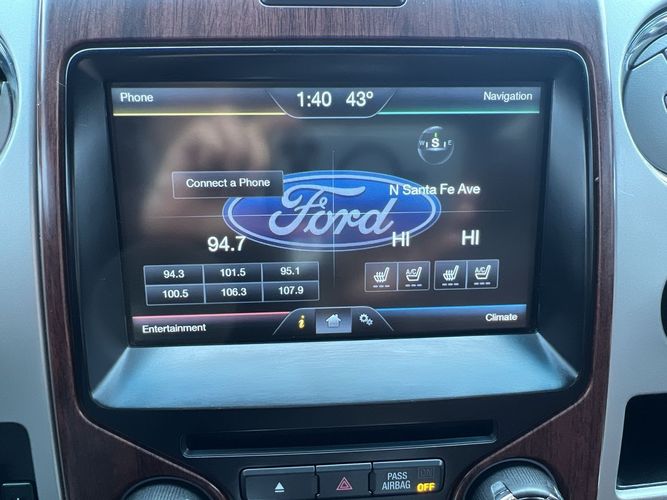 Phone 1:40 43° Navigation
W S E
Connect a Phone
N Santa Fe Ave
Ford
94.7 HI HI
94.3 101.5 95.1
A/C A/C
100.5 106.3 107.9
Entertainment i Climate
PASS ON
AIRBAG OFF